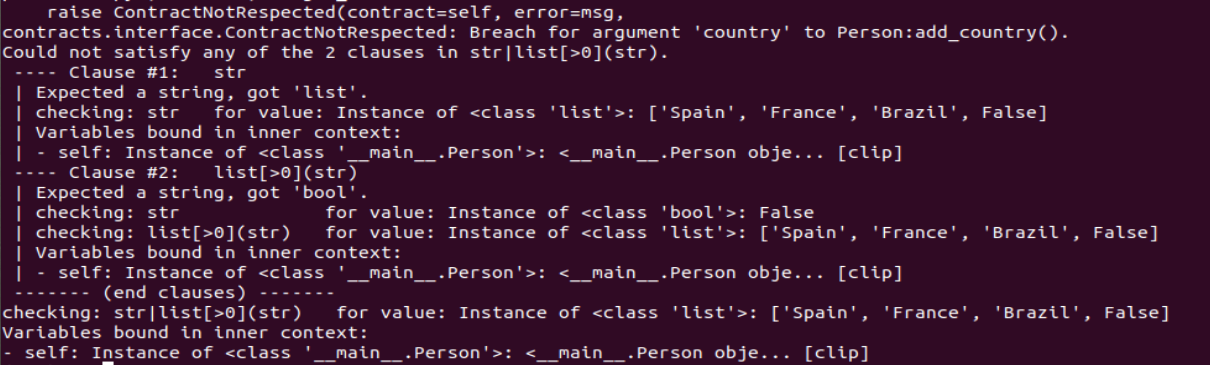 raise ContractNotRespected(contract=self, error=msg,
contracts.interface.ContractNotRespected: Breach for argument 'country' to Person:add_country().
Could not satisfy any of the 2 clauses in str|list[>0](str).
---- Clause #1:   str
| Expected a string, got 'list'.
| checking: str   for value: Instance of <class 'list'>: ['Spain', 'France', 'Brazil', False]
| Variables bound in inner context:
| - self: Instance of <class '__main__.Person'>: <__main__.Person obje... [clip]
---- Clause #2:   list[>0](str)
| Expected a string, got 'bool'.
| checking: str             for value: Instance of <class 'bool'>: False
| checking: list[>0](str)   for value: Instance of <class 'list'>: ['Spain', 'France', 'Brazil', False]
| Variables bound in inner context:
| - self: Instance of <class '__main__.Person'>: <__main__.Person obje... [clip]
------- (end clauses) -------
checking: str|list[>0](str)   for value: Instance of <class 'list'>: ['Spain', 'France', 'Brazil', False]
Variables bound in inner context:
- self: Instance of <class '__main__.Person'>: <__main__.Person obje... [clip]